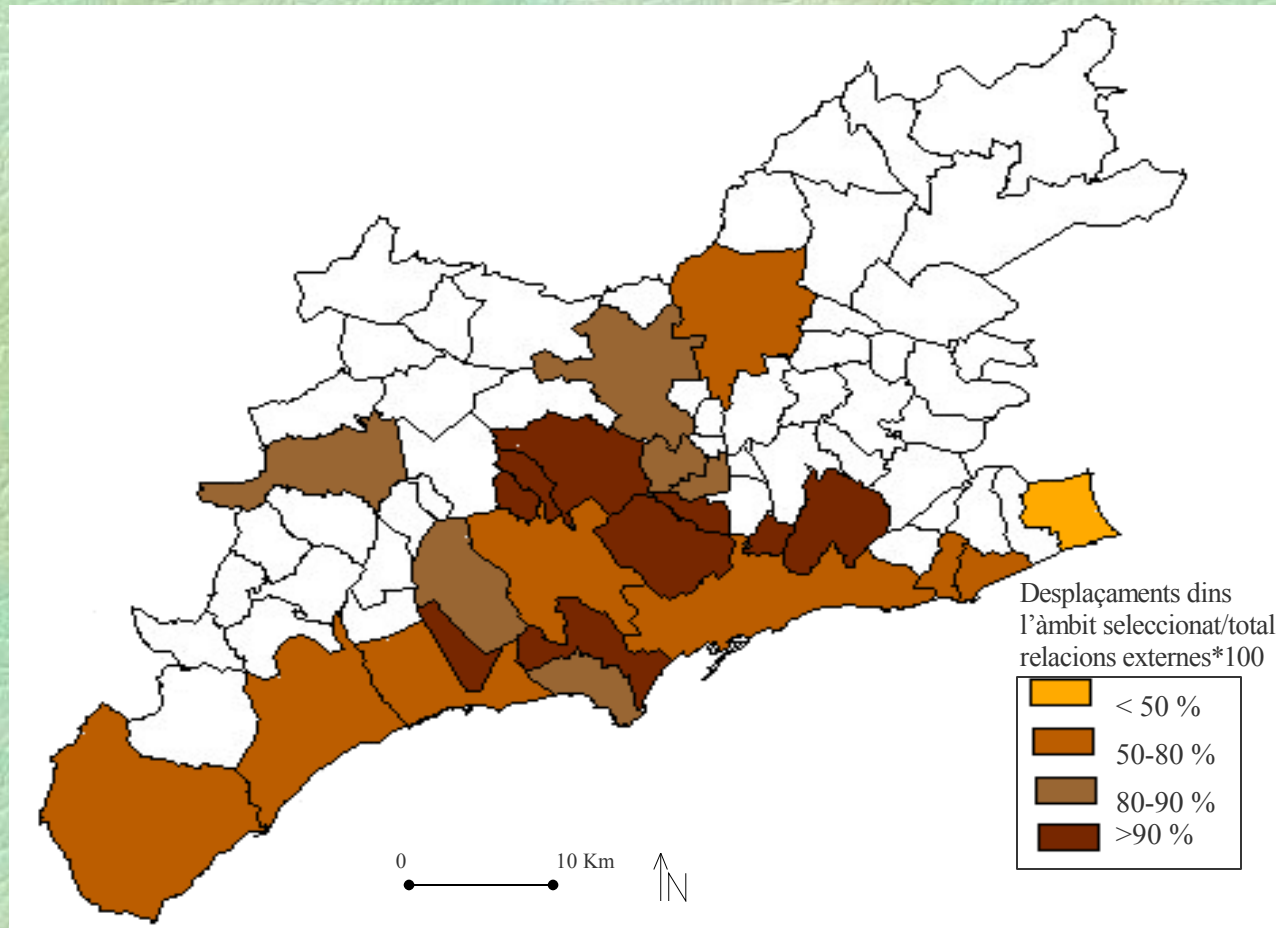 Desplaçaments dins
l'àmbit seleccionat/total
relacions externes*100
< 50 %
50-80 %
80-90 %
>90 %
0 10 Km
N